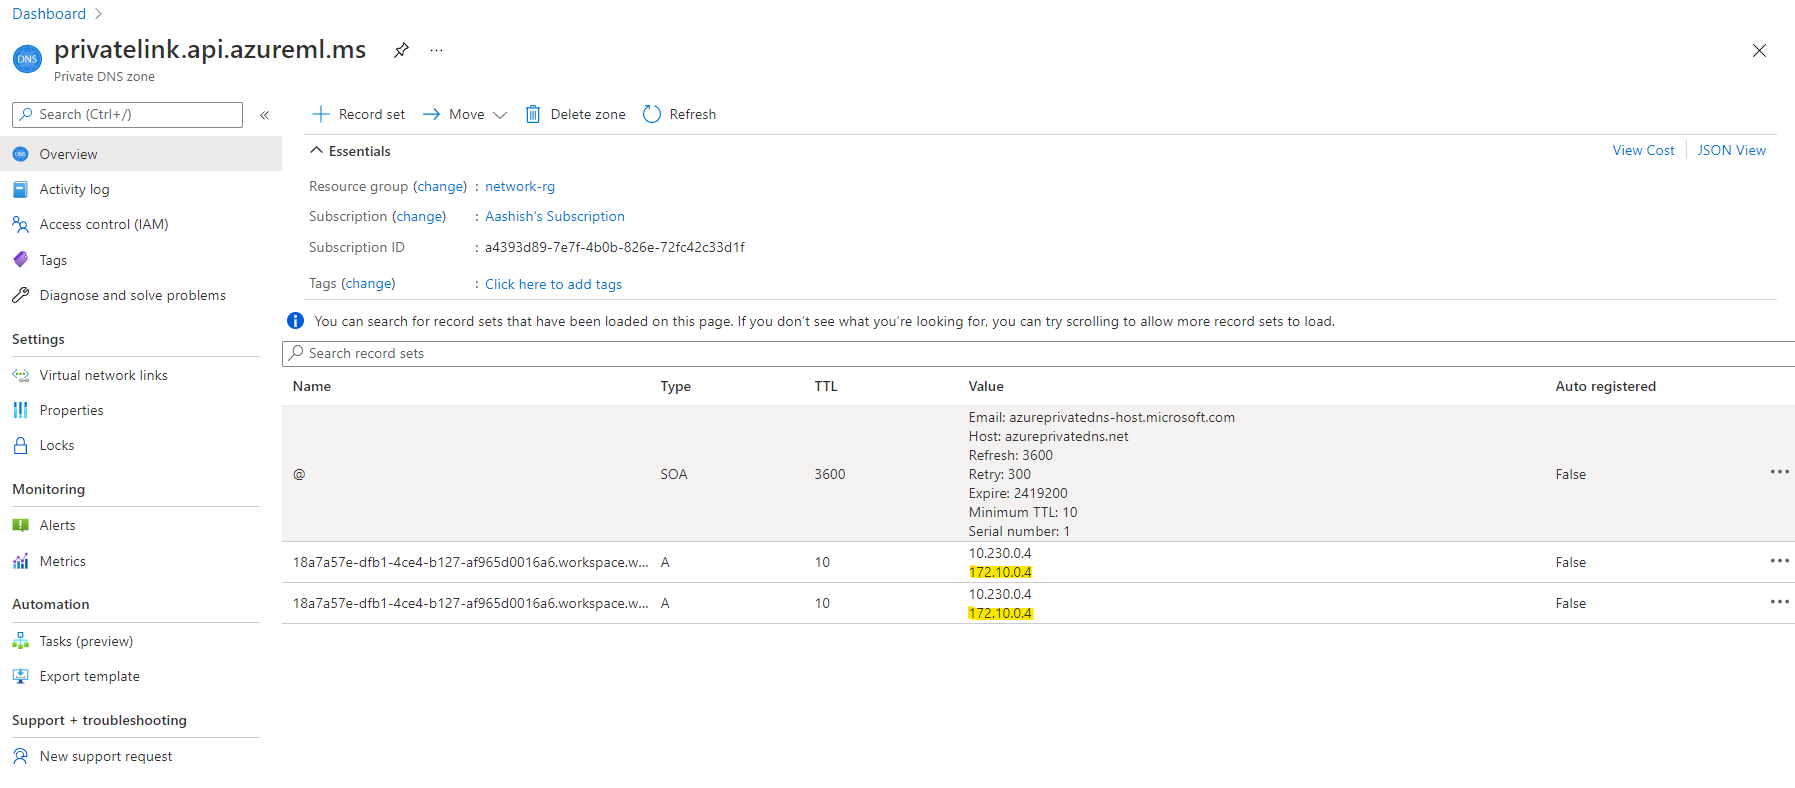 Dashboard >
privatelink.api.azureml.ms
Private DNS zone
Search (Ctrl+/)
Overview
Activity log
Access control (IAM)
Tags
Diagnose and solve problems
Settings
Virtual network links
Properties
Locks
Monitoring
Alerts
Metrics
Automation
Tasks (preview)
Export template
Support + troubleshooting
New support request
Record set Move Delete zone Refresh
Essentials View Cost JSON View
Resource group (change) : network-rg
Subscription (change) : Aashish's Subscription
Subscription ID : a4393d89-7e7f-4b0b-826e-72fc42c33d1f
Tags (change) : Click here to add tags
You can search for record sets that have been loaded on this page. If you don't see what you're looking for, you can try scrolling to allow more record sets to load.
Search record sets
Name Type TTL Value Auto registered
Email: azureprivatedns-host.microsoft.com
Host: azureprivatedns.net
Refresh: 3600
@ SOA 3600 Retry: 300 False
Expire: 2419200
Minimum TTL: 10
Serial number: 1
18a7a57e-dfb1-4ce4-b127-af965d0016a6.workspace.w... A 10 10.230.0.4 False
172.10.0.4
18a7a57e-dfb1-4ce4-b127-af965d0016a6.workspace.w... A 10 10.230.0.4 False
172.10.0.4